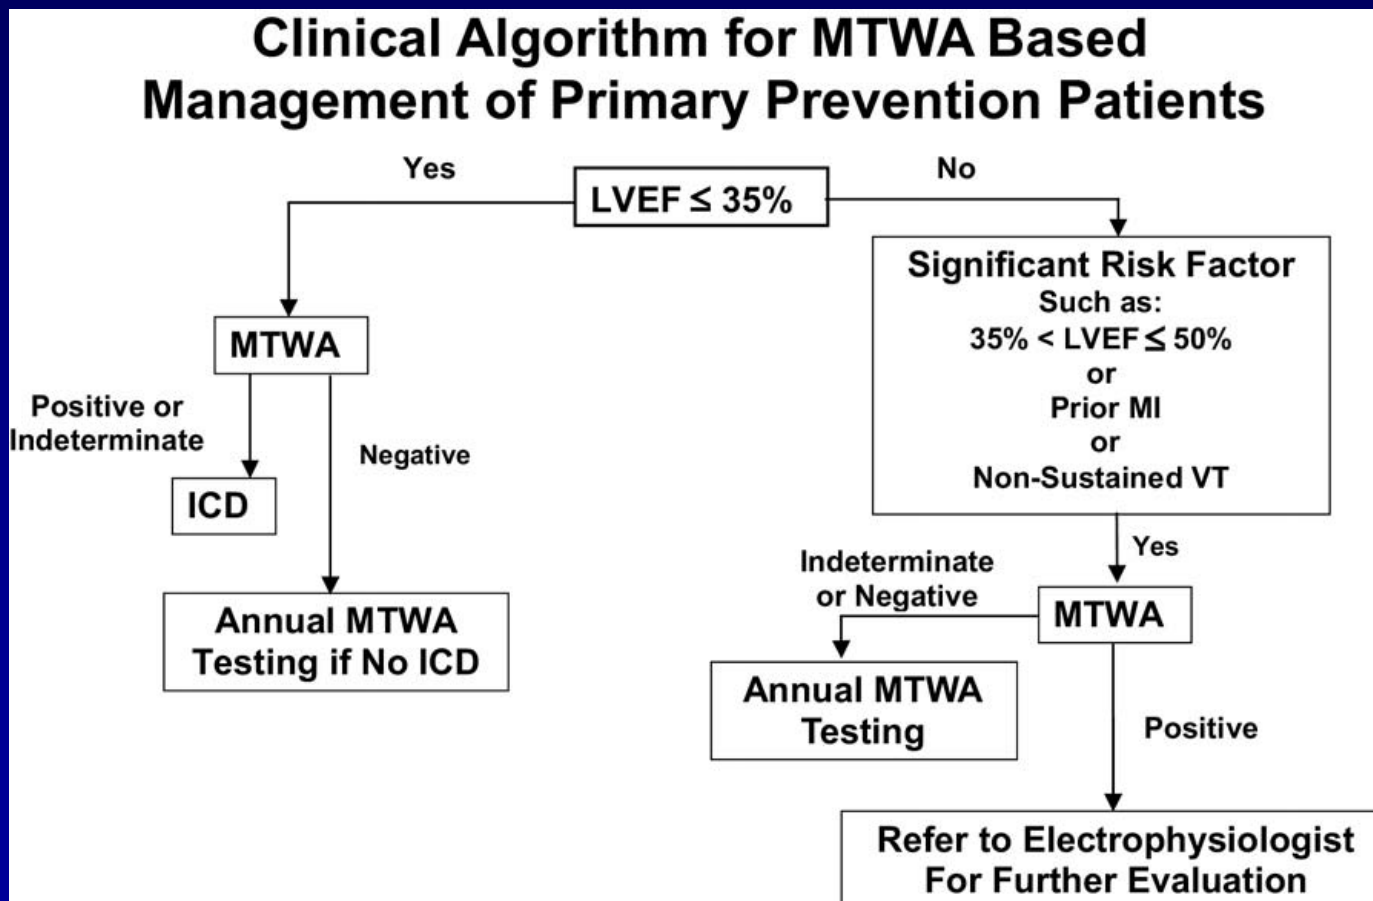 Clinical Algorithm for MTWA Based
Management of Primary Prevention Patients
Yes
LVEF ≤ 35%
No
MTWA
Positive or
Indeterminate
Negative
ICD
Annual MTWA
Testing if No ICD
Significant Risk Factor
Such as:
35% < LVEF ≤ 50%
or
Prior MI
or
Non-Sustained VT
Yes
Indeterminate
or Negative
MTWA
Annual MTWA
Testing
Positive
Refer to Electrophysiologist
For Further Evaluation